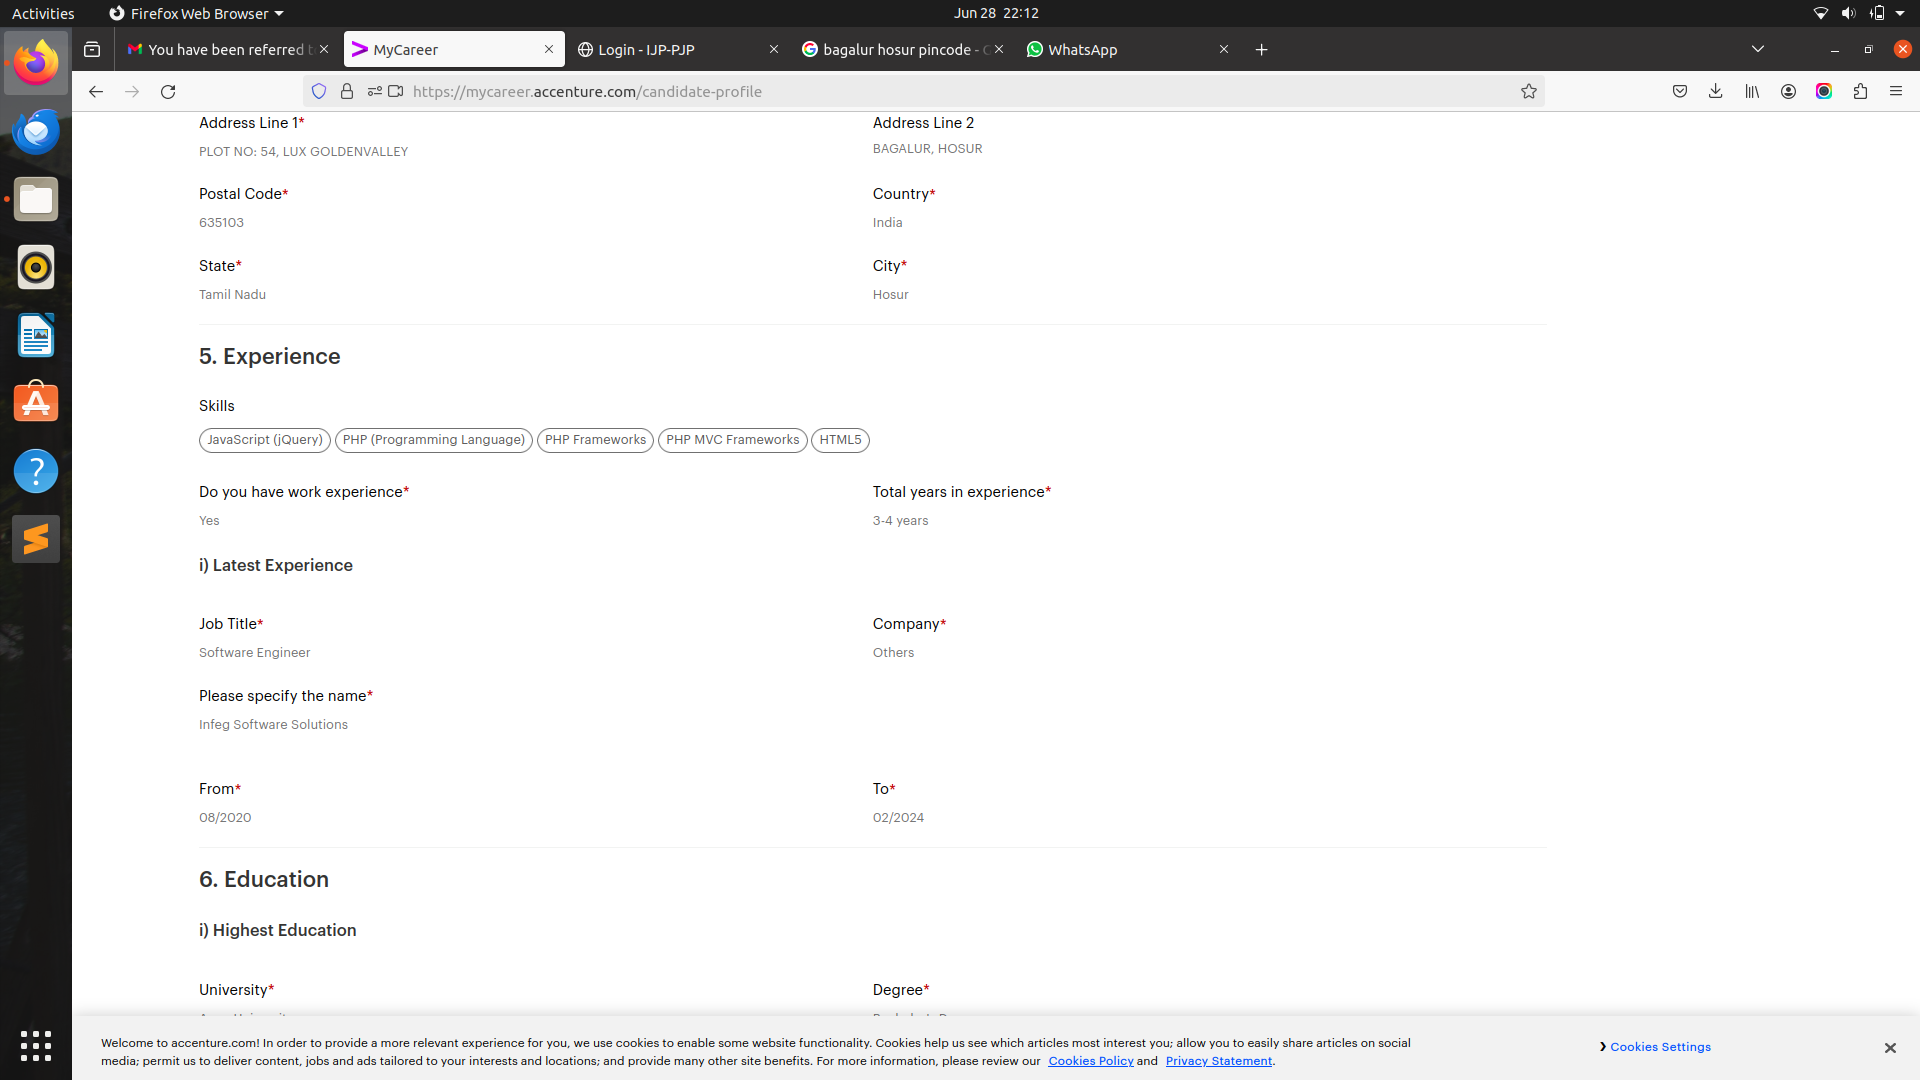 Activities
Firefox Web Browser
Jun 28 22:12
You have been referred
MyCareer
Login - IJP-PJP
bagalur hosur pincode -
WhatsApp
https://mycareer.accenture.com/candidate-profile
Address Line 1*
Address Line 2
PLOT NO: 54, LUX GOLDENVALLEY
BAGALUR, HOSUR
Postal Code*
Country*
635103
India
State*
City*
Tamil Nadu
Hosur
5. Experience
Skills
JavaScript (jQuery)
PHP (Programming Language)
PHP Frameworks
PHP MVC Frameworks
HTML5
Do you have work experience*
Total years in experience*
Yes
3-4 years
i) Latest Experience
Job Title*
Company*
Software Engineer
Others
Please specify the name*
Infeg Software Solutions
From*
To*
08/2020
02/2024
6. Education
i) Highest Education
University*
Degree*
Welcome to accenture.com! In order to provide a more relevant experience for you, we use cookies to enable some website functionality. Cookies help us see which articles most interest you; allow you to easily share articles on social
media; permit us to deliver content, jobs and ads tailored to your interests and locations; and provide many other site benefits. For more information, please review our Cookies Policy and Privacy Statement.
Cookies Settings